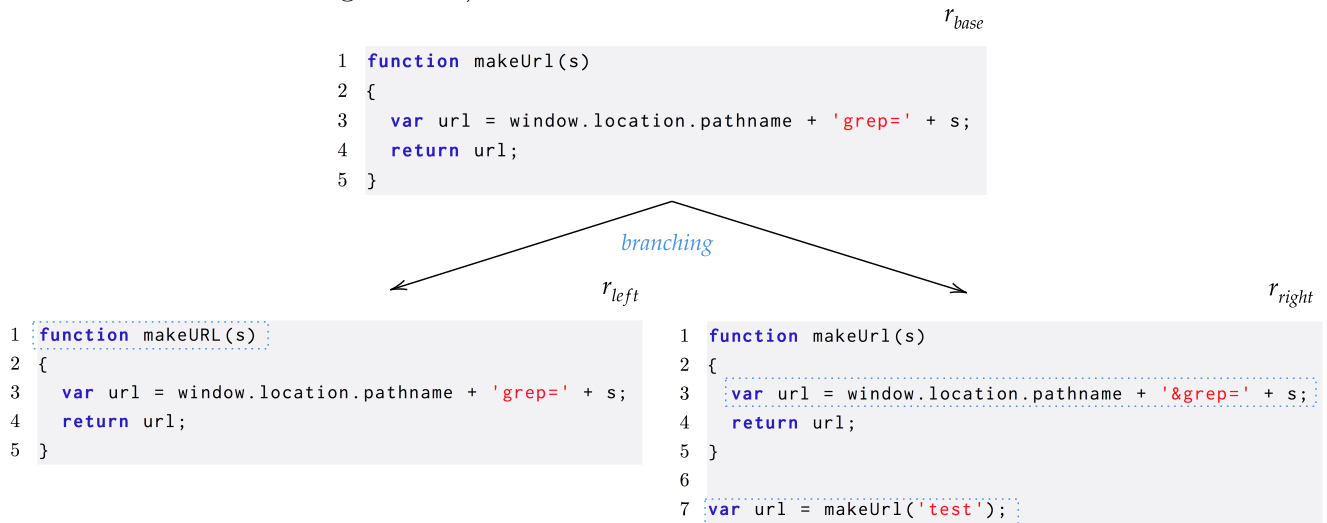 r_base
1 function makeUrl(s)
2 {
3 var url = window.location.pathname + 'grep=' + s;
4 return url;
5 }
branching
r_left
1 function makeURL(s)
2 {
3 var url = window.location.pathname + 'grep=' + s;
4 return url;
5 }
r_right
1 function makeUrl(s)
2 {
3 var url = window.location.pathname + '&grep=' + s;
4 return url;
5 }
6
7 var url = makeUrl('test');